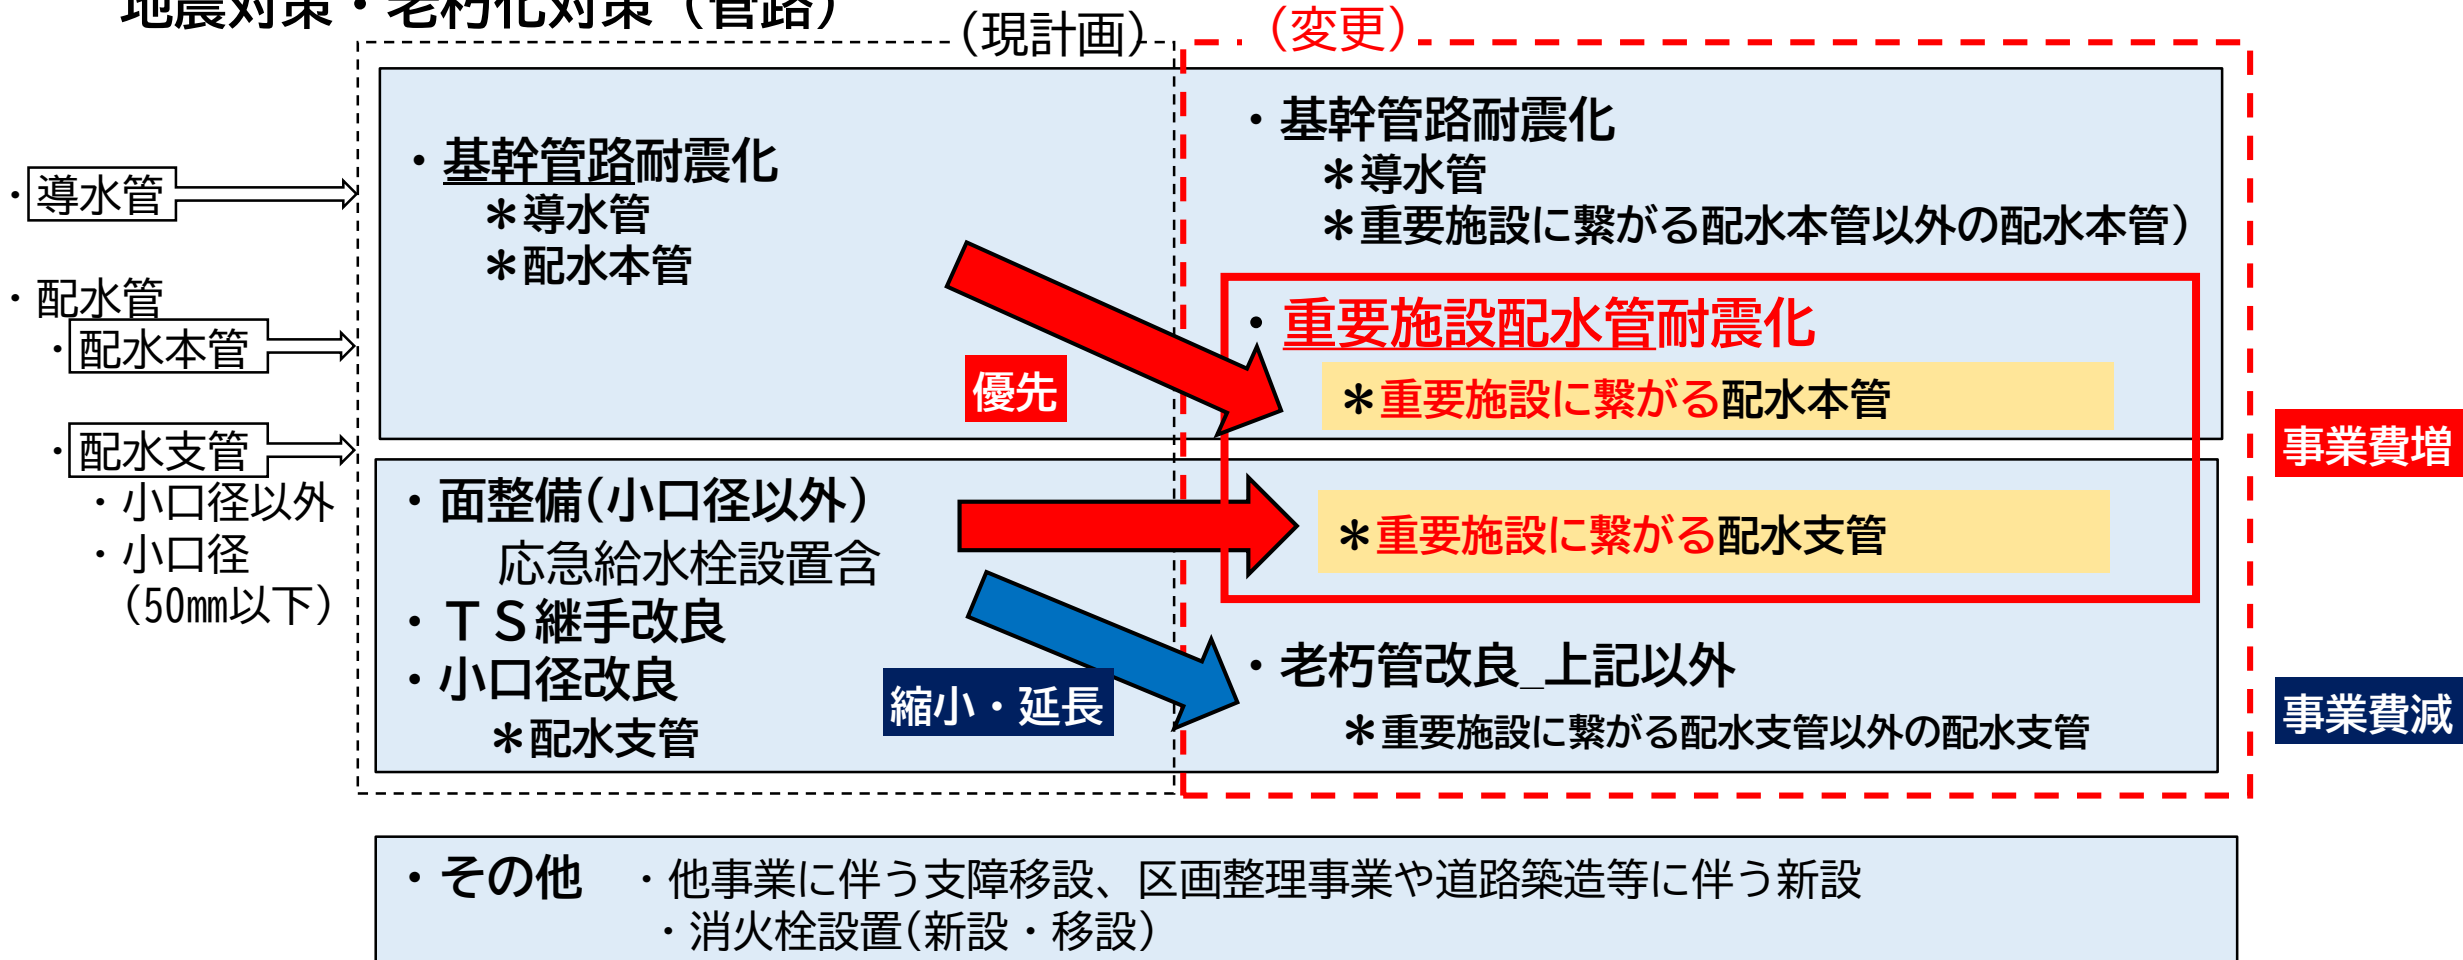 地震対策・老朽化対策（管路）
（現計画）
（変更）
・導水管
・配水管
・配水本管
・配水支管
・小口径以外
・小口径
（50㎜以下）
・基幹管路耐震化
＊導水管
＊配水本管
・基幹管路耐震化
＊導水管
＊重要施設に繋がる配水本管以外の配水本管）
・重要施設配水管耐震化
＊重要施設に繋がる配水本管
優先
事業費増
・面整備(小口径以外）
応急給水栓設置含
・ＴＳ継手改良
・小口径改良
＊配水支管
＊重要施設に繋がる配水支管
縮小・延長
・老朽管改良_上記以外
＊重要施設に繋がる配水支管以外の配水支管
事業費減
・その他　・他事業に伴う支障移設、区画整理事業や道路築造等に伴う新設
・消火栓設置(新設・移設）